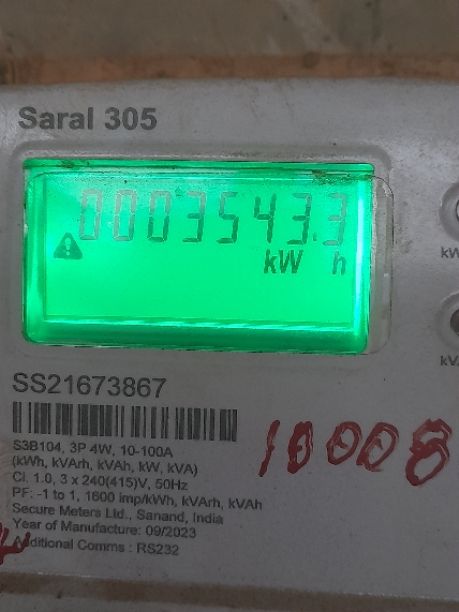 Saral 305
0003543.3
kW h
kW
SS21673867
S3B104, 3P 4W, 10-100A
(kWh, kVArh, kVAh, kW, kVA)
Cl. 1.0, 3 x 240(415)V, 50Hz
PF: -1 to 1, 1600 imp/kWh, kVArh, kVAh
Secure Meters Ltd., Sanand, India
Year of Manufacture: 09/2023
Additional Comms : RS232
10008